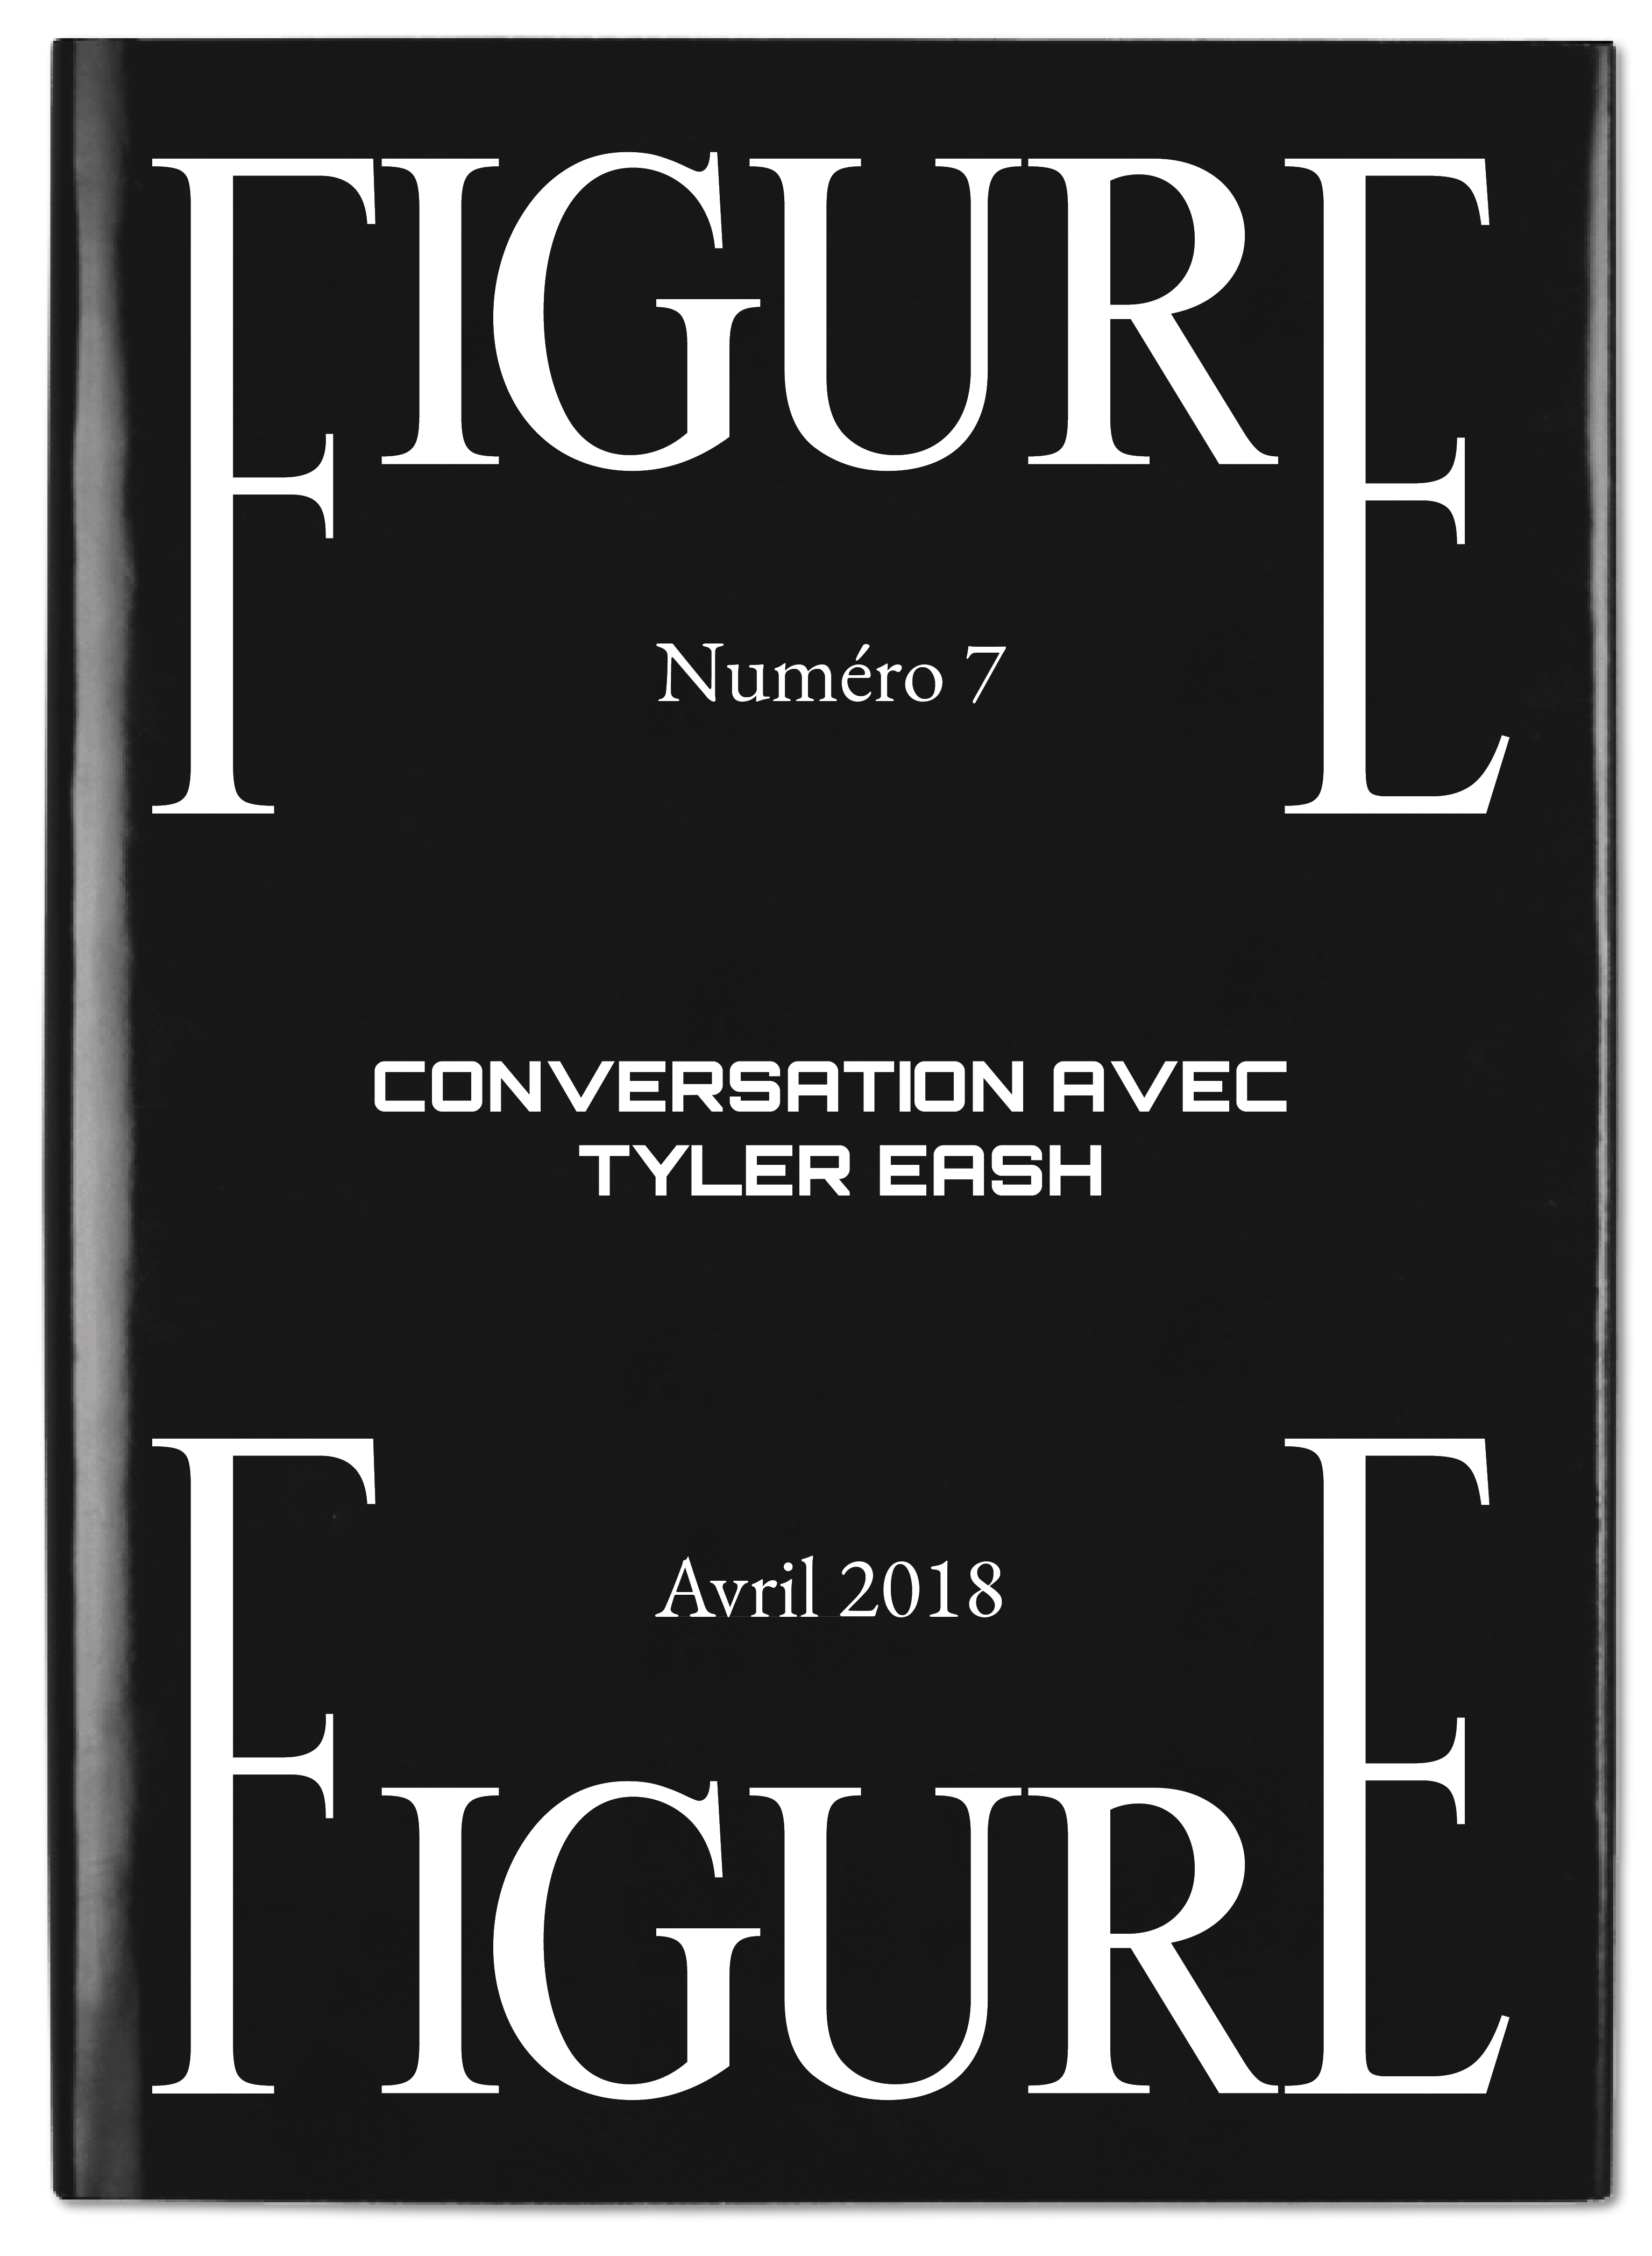 FIGURE
Numéro 7
CONVERSATION AVEC
TYLER EASH
Avril 2018
FIGURE